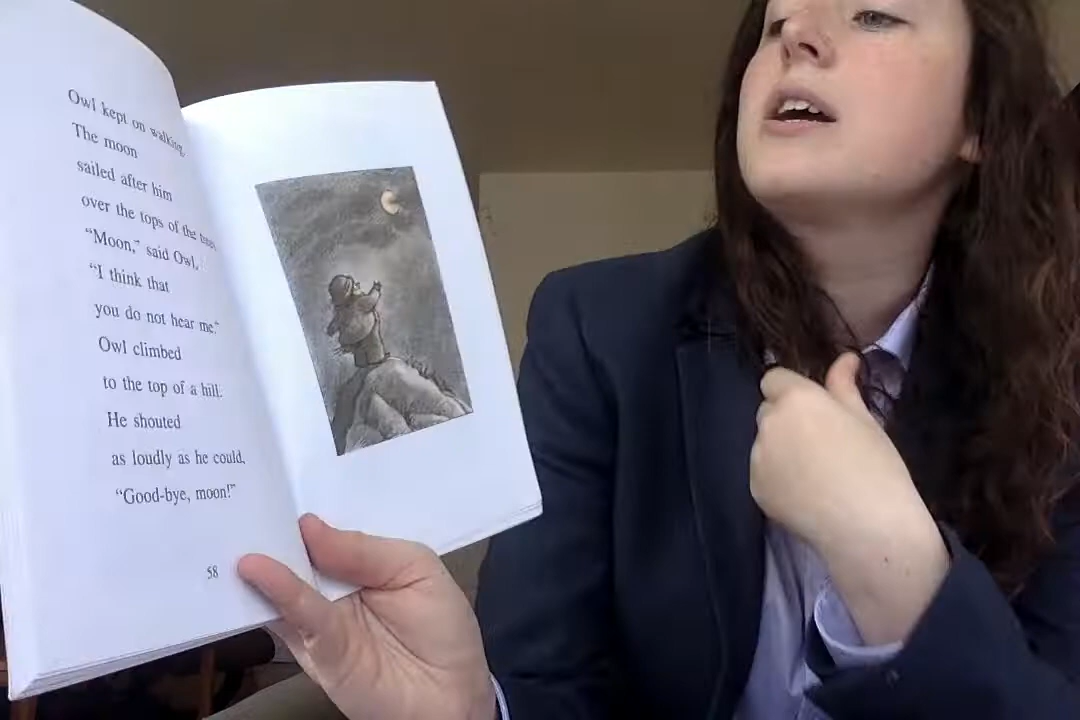 Owl kept on walking.
The moon
sailed after him
over the tops of the trees.
“Moon,” said Owl,
“I think that
you do not hear me.”
Owl climbed
to the top of a hill.
He shouted
as loudly as he could,
“Good-bye, moon!”
58